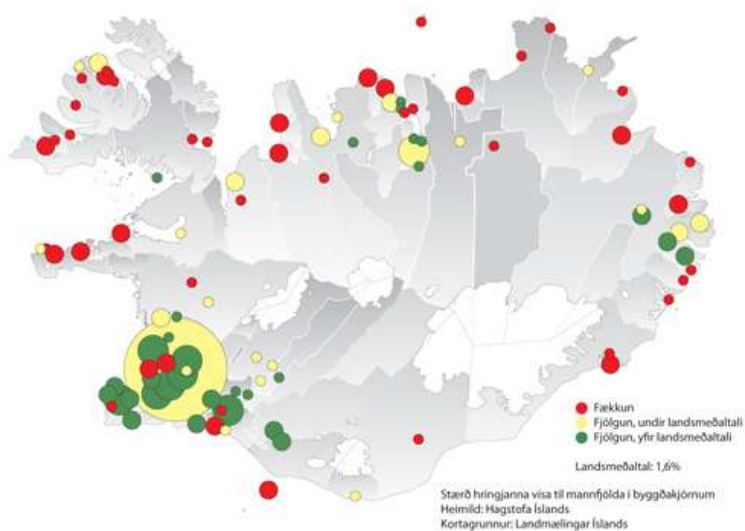 Fækkun
Fjölgun, undir landsmeðaltali
Fjölgun, yfir landsmeðaltali
Landsmeðaltal: 1,6%
Stærð hringjanna vísa til mannfjölda í byggðakjörnum
Heimild: Hagstofa Íslands
Kortagrunnur: Landmælingar Íslands